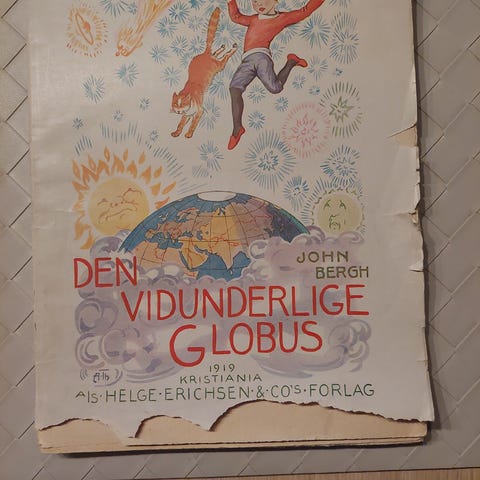 JOHN
BERGH
DEN
VIDUNDERLIGE
GLOBUS
1919
KRISTIANIA
A/S·HELGE·ERICHSEN·&·CO'S·FORLAG